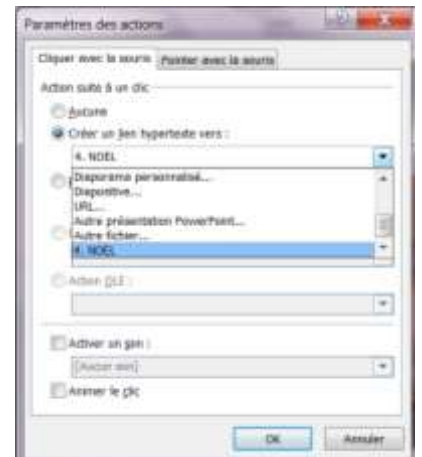 Paramètres des actions
Cliquer avec la souris
Pointer avec la souris
Action suite à un clic
Aucune
Créer un lien hypertexte vers :
4. NOEL
Diaporama personnalisé...
Diapositive...
URL...
Autre présentation PowerPoint...
Autre fichier...
4. NOEL
Action OLE :
Activer un son :
[Aucun son]
Animer le clic
OK
Annuler